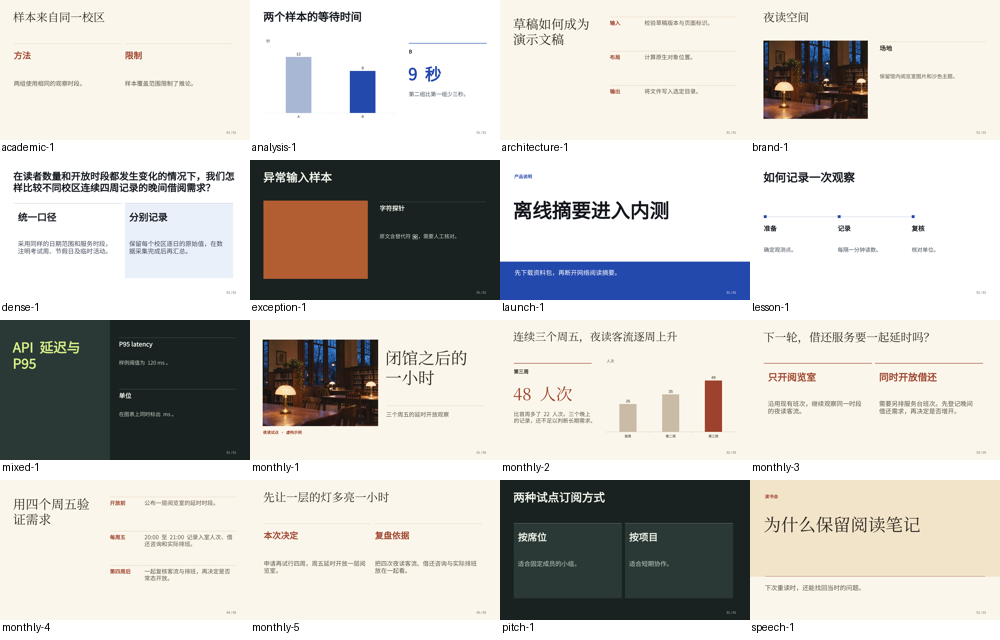 样本来自同一校区
方法
限制
两组使用相同的观察时段。
样本覆盖范围限制了推论。
academic-1
两个样本的等待时间
秒
12
9
A
B
B
9 秒
第二组比第一组少三秒。
analysis-1
草稿如何成为
演示文稿
输入
校验草稿版本与页面标识。
布局
计算原生对象位置。
输出
将文件写入选定目录。
architecture-1
夜读空间
场地
保留馆内阅览室图片和沙色主题。
brand-1
在读者数量和开放时段都发生变化的情况下，我们怎
样比较不同校区连续四周记录的晚间借阅需求？
统一口径
采用同样的日期范围和服务时段，
注明考试周、节假日及临时活动。
分别记录
保留每个校区逐日的原始值，在数
据采集完成后再汇总。
dense-1
异常输入样本
字符探针
exception-1
产品说明
离线摘要进入内测
先下载资料包，再断开网络阅读摘要。
launch-1
如何记录一次观察
准备
记录
复核
确定观测点。
每隔一分钟读数。
核对单位。
lesson-1
API 延迟与
P95
P95 latency
样例阈值为 120 ms 。
单位
在图表上同时标出 ms 。
mixed-1
闭馆之后的
一小时
三个周五的延时开放观察
夜读试点 · 虚构示例
monthly-1
连续三个周五，夜读客流逐周上升
第三周
48 人次
比首周多了 22 人次。三个晚上
的记录，还不足以判断长期需求。
人次
26
35
48
首周
第二周
第三周
monthly-2
下一轮，借还服务要一起延时吗？
只开阅览室
沿用现有班次，继续观察同一时段
的夜读客流。
同时开放借还
需要另排服务台班次，先登记晚间
借还需求，再决定是否增开。
monthly-3
用四个周五验
证需求
开放前
公布一层阅览室的延时时段。
每周五
20:00 至 21:00 记录入室人次、借
还咨询和实际排班。
第四周后
一起复核客流与排班，再决定是否
常态开放。
monthly-4
先让一层的灯多亮一小时
本次决定
申请再试行四周，周五延时开放一层阅
览室。
复盘依据
把四次夜读客流、借还咨询与实际排班
放在一起看。
monthly-5
两种试点订阅方式
按席位
适合固定成员的小组。
按项目
适合短期协作。
pitch-1
读书会
为什么保留阅读笔记
下次重读时，还能找回当时的问题。
speech-1